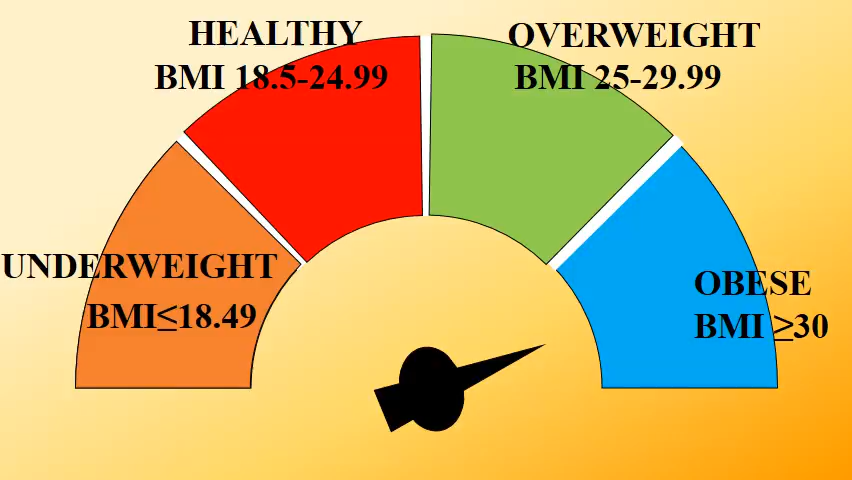 HEALTHY
BMI 18.5-24.99
OVERWEIGHT
BMI 25-29.99
UNDERWEIGHT
BMI≤18.49
OBESE
BMI ≥30